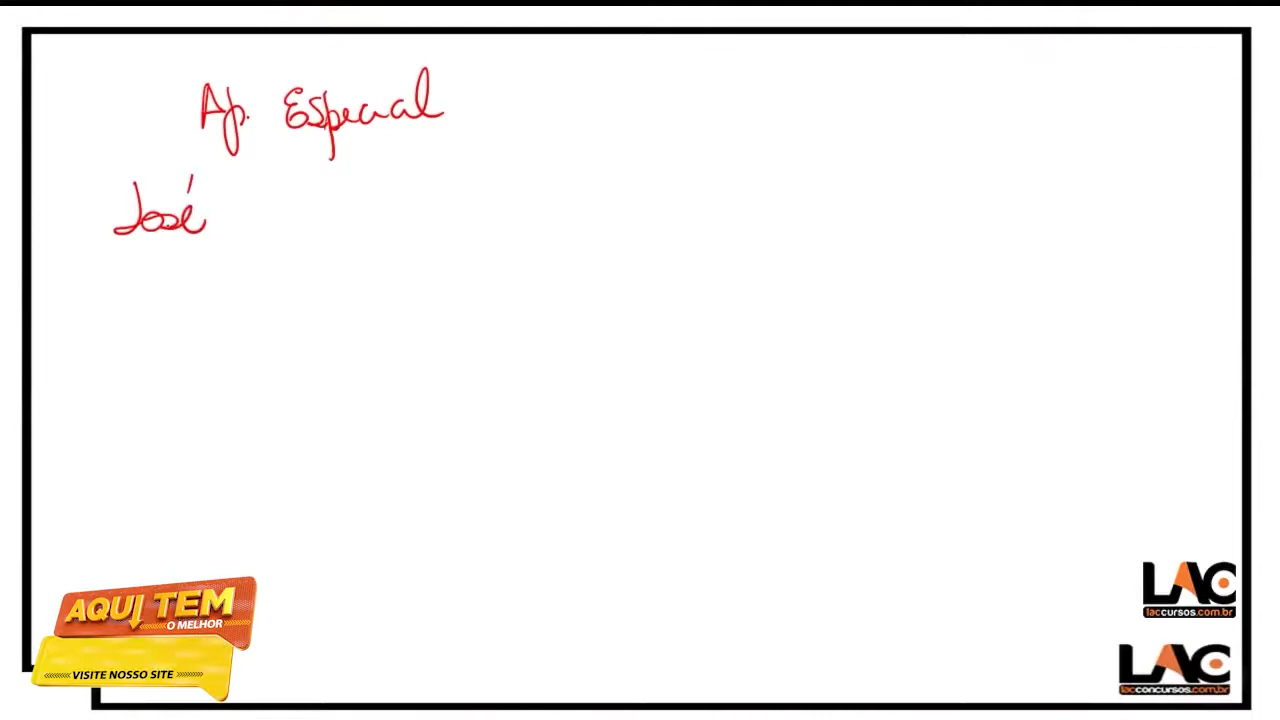 Ap. Especial
José
AQUI TEM
O MELHOR
VISITE NOSSO SITE
LAC
laccursos.com.br
LAC
lacconcursos.com.br